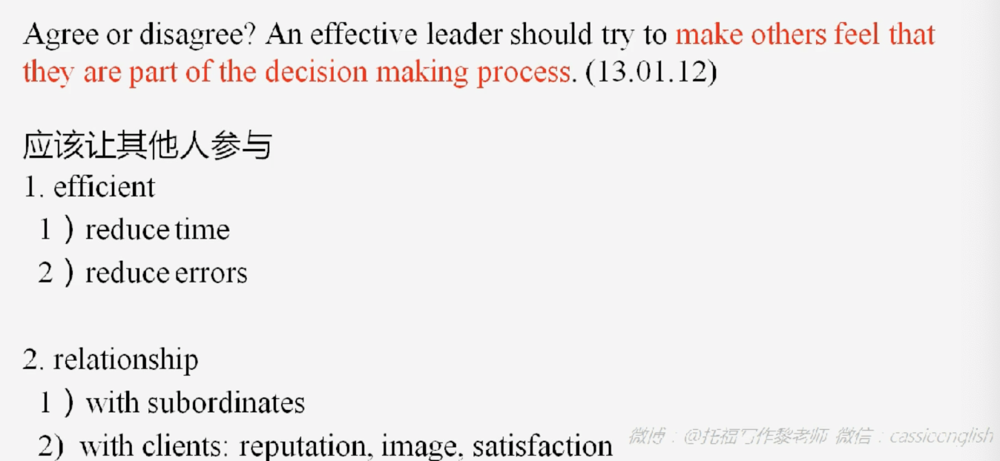 Agree or disagree? An effective leader should try to make others feel that
they are part of the decision making process. (13.01.12)
应该让其他人参与
1. efficient
1）reduce time
2）reduce errors
2. relationship
1）with subordinates
2) with clients: reputation, image, satisfaction
微博：@托福写作黎老师 微信：cassieenglish